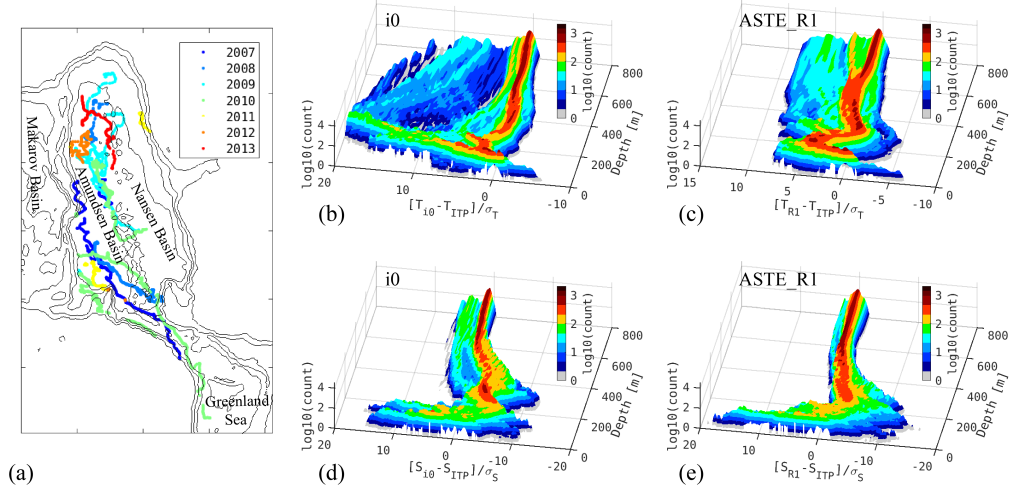 2007
2008
2009
2010
2011
2012
2013
Makarov Basin
Amundsen Basin
Nansen Basin
Greenland
Sea
(a)
i0
3
2
1
0
log10(count)
800
600
400
200
0
Depth [m]
4
2
0
log10(count)
20
10
0
-10
[T_i0-T_ITP]/σ_T
(b)
ASTE_R1
3
2
1
0
log10(count)
800
600
400
200
0
Depth [m]
4
2
0
log10(count)
15
10
5
0
-5
[T_R1-T_ITP]/σ_T
(c)
i0
3
2
1
0
log10(count)
800
600
400
200
0
Depth [m]
4
2
0
log10(count)
20
10
0
-10
-20
[S_i0-S_ITP]/σ_S
(d)
ASTE_R1
3
2
1
0
log10(count)
800
600
400
200
0
Depth [m]
4
2
0
log10(count)
20
10
0
-10
-20
[S_R1-S_ITP]/σ_S
(e)